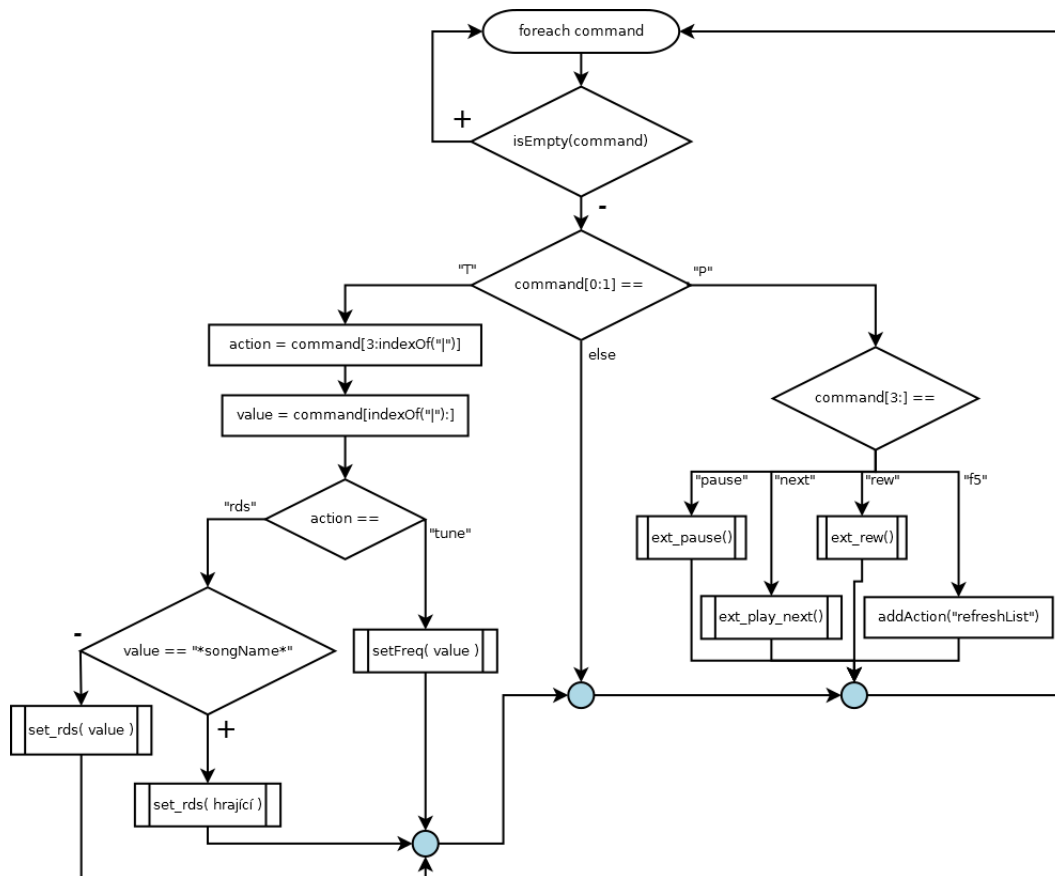 foreach command
+
isEmpty(command)
-
"T"
command[0:1] ==
"P"
action = command[3:indexOf("|")]
else
value = command[indexOf("|"):]
command[3:] ==
"pause"
"next"
"rew"
"f5"
"rds"
action ==
"tune"
ext_pause()
ext_rew()
ext_play_next()
addAction("refreshList")
-
value == "*songName*"
setFreq( value )
set_rds( value )
+
set_rds( hrající )